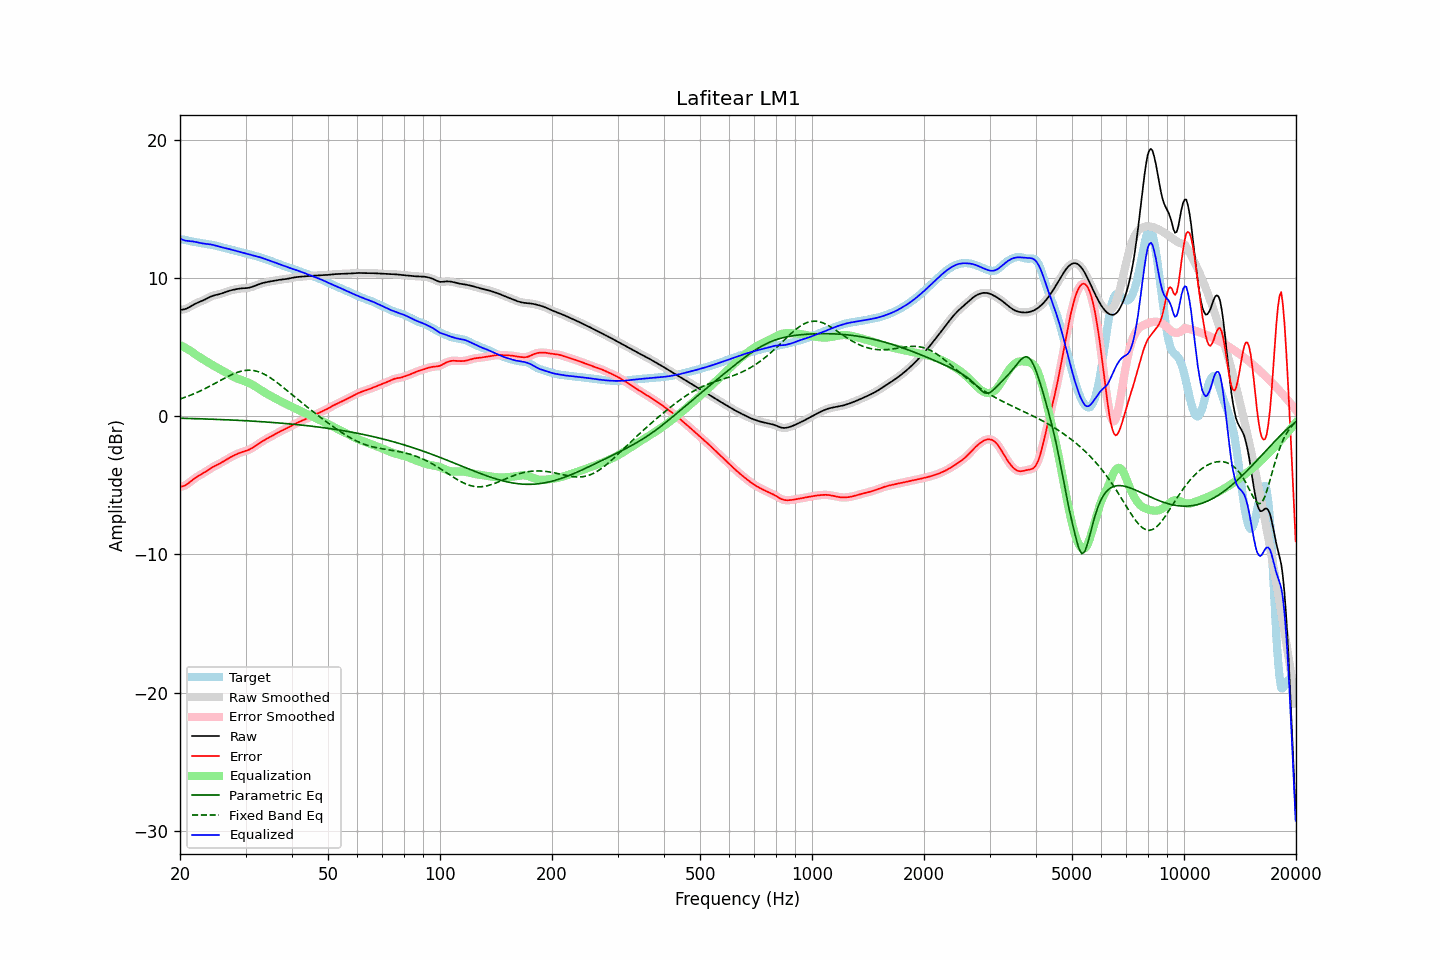 Lafitear LM1
Amplitude (dBr)
20
10
0
−10
−20
−30
Target
Raw Smoothed
Error Smoothed
Raw
Error
Equalization
Parametric Eq
Fixed Band Eq
Equalized
20 50 100 200 500 1000 2000 5000 10000 20000
Frequency (Hz)